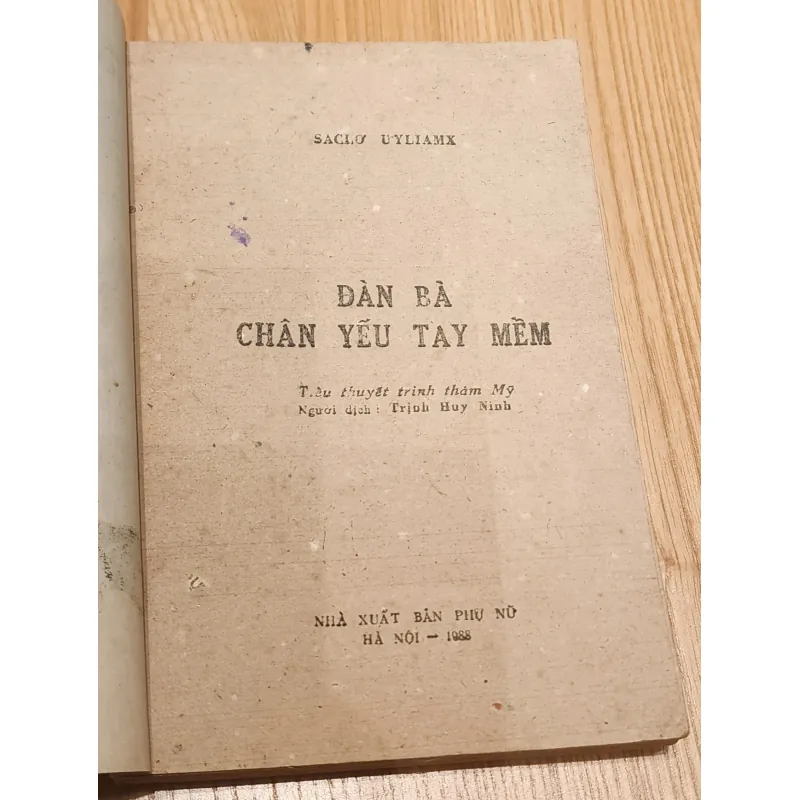 SACLƠ UYLIAMX
ĐÀN BÀ
CHÂN YẾU TAY MỀM
Tiểu thuyết trinh thám Mỹ
Người dịch : Trịnh Huy Ninh
NHÀ XUẤT BẢN PHỤ NỮ
HÀ NỘI — 1988